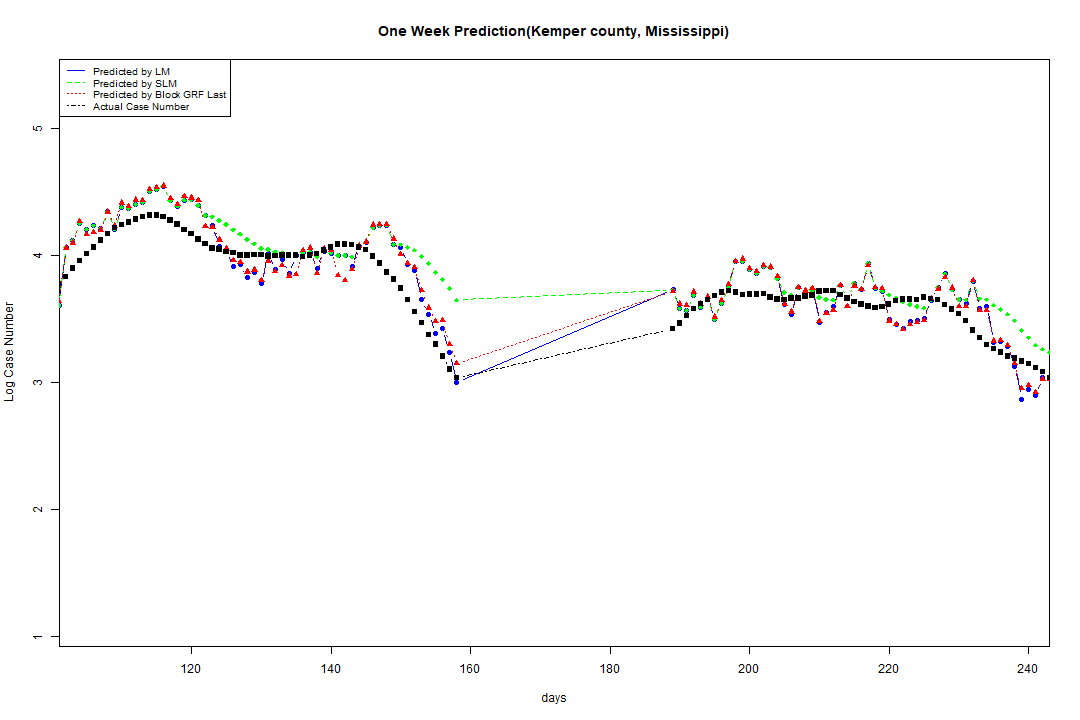 One Week Prediction(Kemper county, Mississippi)
Predicted by LM
Predicted by SLM
Predicted by Block GRF Last
Actual Case Number
5
4
3
2
1
Log Case Number
120 140 160 180 200 220 240
days